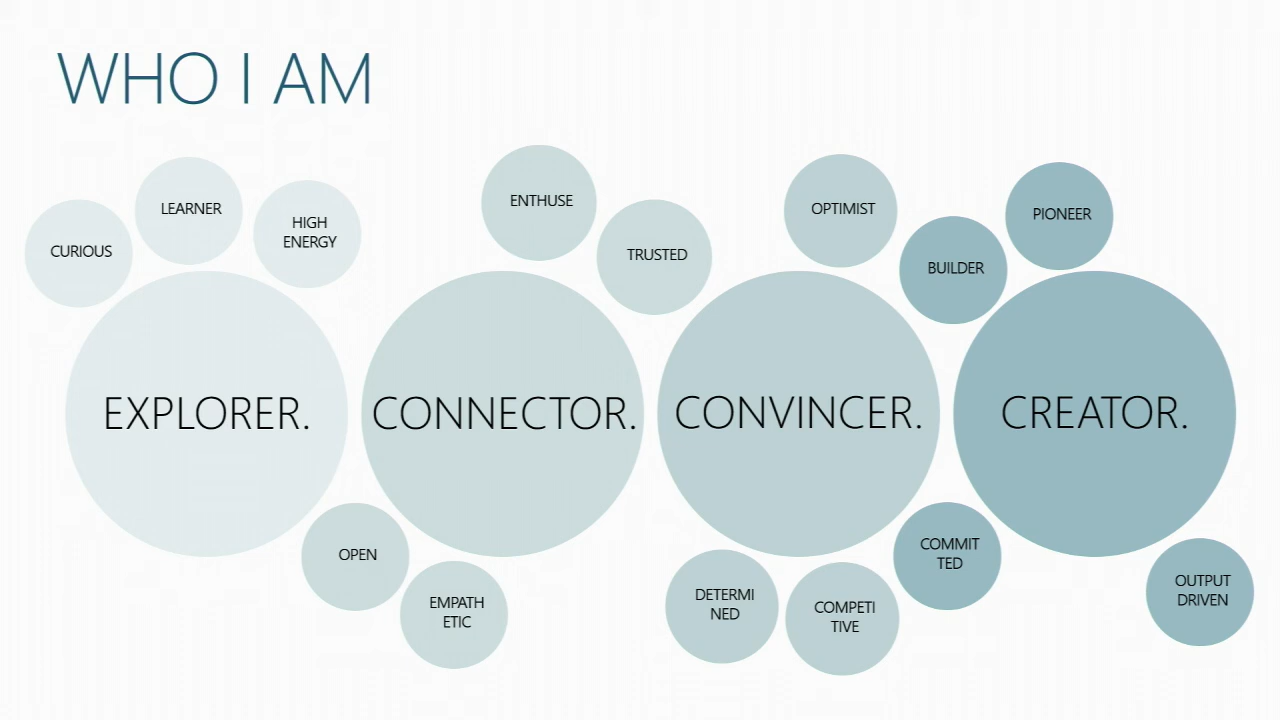 WHO I AM
CURIOUS
LEARNER
HIGH
ENERGY
EXPLORER.
ENTHUSE
TRUSTED
CONNECTOR.
OPEN
EMPATH
ETIC
OPTIMIST
CONVINCER.
DETERMI
NED
COMPETI
TIVE
BUILDER
PIONEER
CREATOR.
COMMIT
TED
OUTPUT
DRIVEN